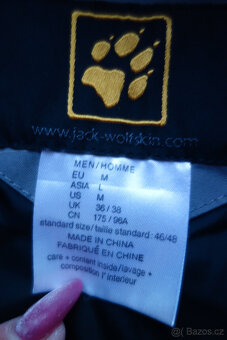 www.jack-wolfskin.com
MEN/HOMME
EU M
ASIA L
US M
UK 36/38
CN 175/96A
standard size/taille standard: 46/48
MADE IN CHINA
FABRIQUÉ EN CHINE
care + content inside/lavage +
composition l' interieur
Bazos.cz